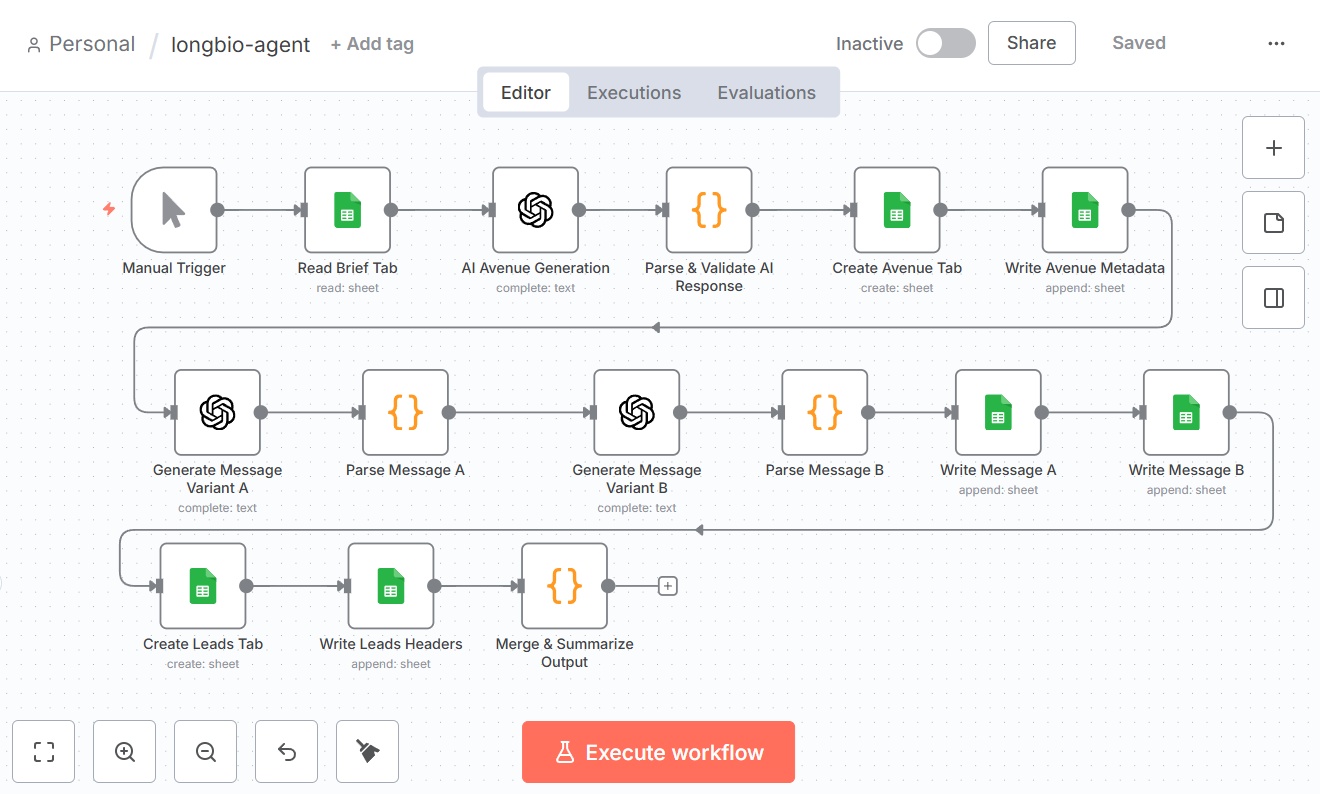 Personal / longbio-agent + Add tag
Inactive Share Saved ...
Editor Executions Evaluations
Manual Trigger
Read Brief Tab
read: sheet
AI Avenue Generation
complete: text
Parse & Validate AI
Response
Create Avenue Tab
create: sheet
Write Avenue Metadata
append: sheet
Generate Message
Variant A
complete: text
Parse Message A
Generate Message
Variant B
complete: text
Parse Message B
Write Message A
append: sheet
Write Message B
append: sheet
Create Leads Tab
create: sheet
Write Leads Headers
append: sheet
Merge & Summarize
Output
Execute workflow